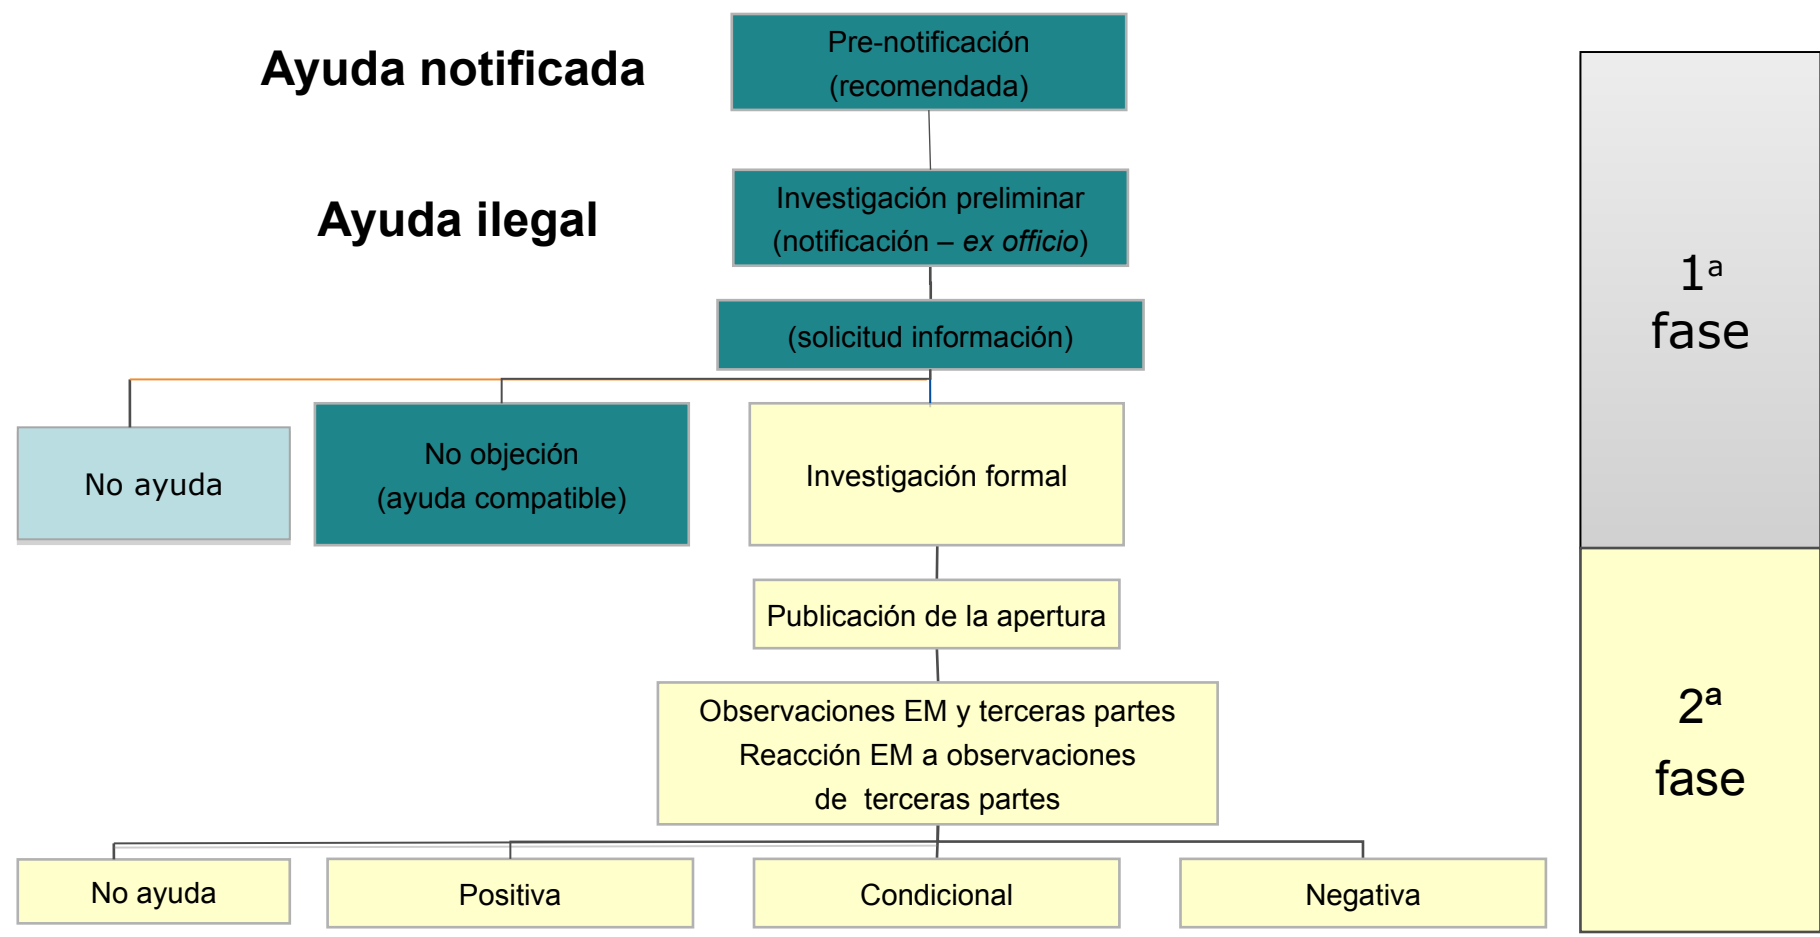 Ayuda notificada
Pre-notificación
(recomendada)
Ayuda ilegal
Investigación preliminar
(notificación – ex officio)
(solicitud información)
1ª
fase
No ayuda
No objeción
(ayuda compatible)
Investigación formal
Publicación de la apertura
Observaciones EM y terceras partes
Reacción EM a observaciones
de terceras partes
2ª
fase
No ayuda
Positiva
Condicional
Negativa